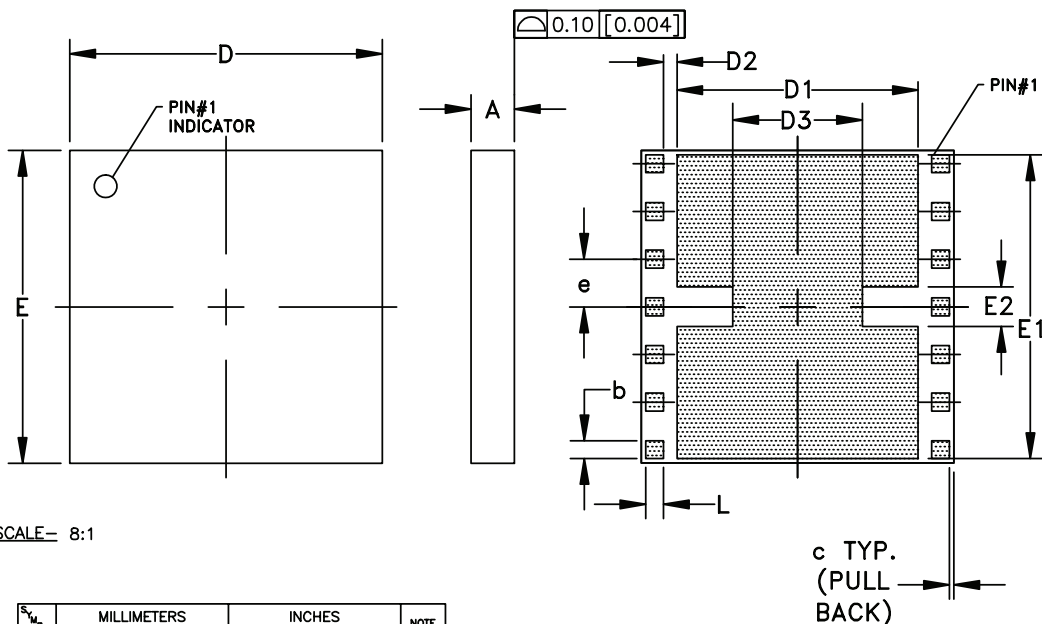 0.10 [0.004]
D
D2
D1
D3
A
PIN#1
INDICATOR
PIN#1
E
e
E2
E1
b
L
SCALE- 8:1
c TYP.
(PULL
BACK)
MILLIMETERS INCHES NOTE